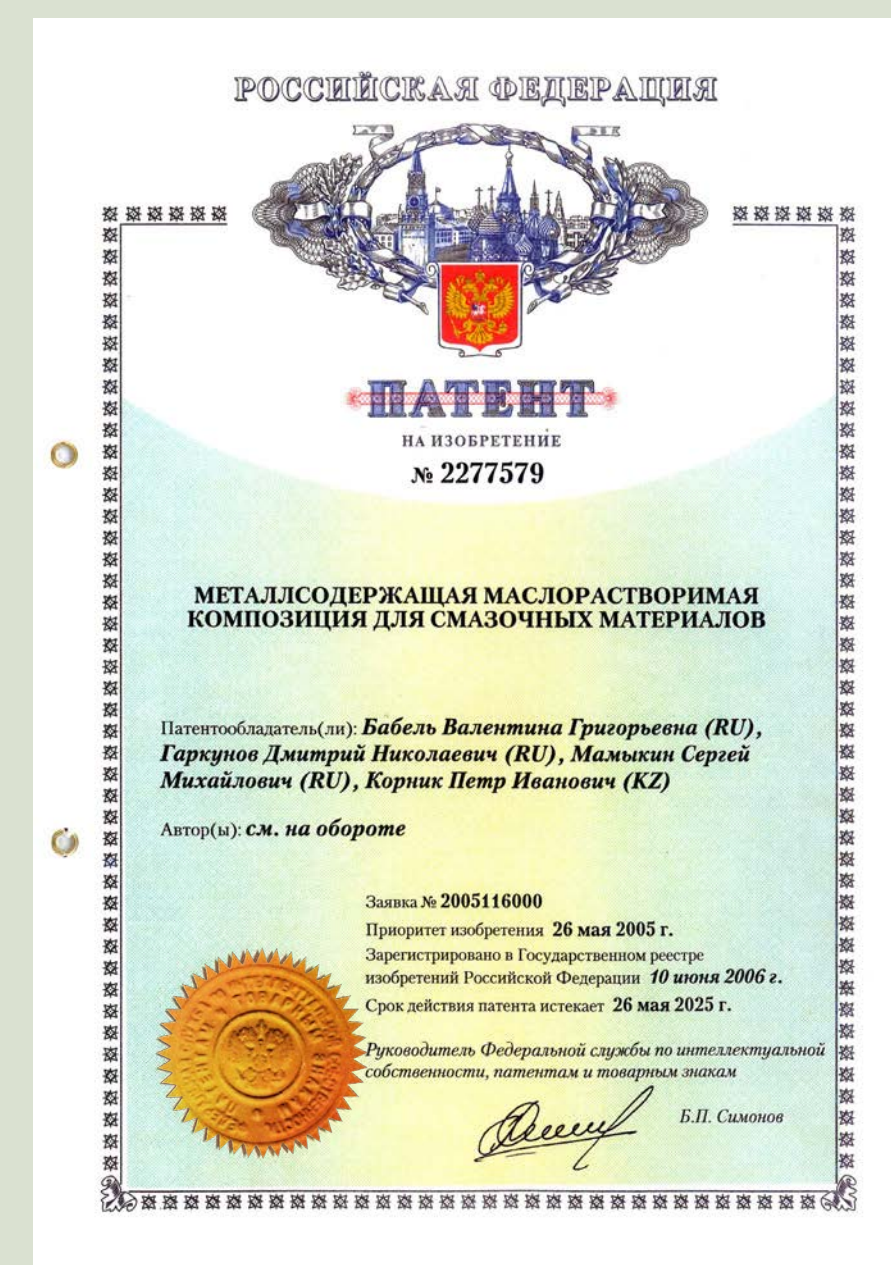 РОССИЙСКАЯ ФЕДЕРАЦИЯ
ПАТЕНТ
НА ИЗОБРЕТЕНИЕ
№ 2277579
МЕТАЛЛСОДЕРЖАЩАЯ МАСЛОРАСТВОРИМАЯ
КОМПОЗИЦИЯ ДЛЯ СМАЗОЧНЫХ МАТЕРИАЛОВ
Патентообладатель(ли): Бабель Валентина Григорьевна (RU),
Гаркунов Дмитрий Николаевич (RU), Мамыкин Сергей
Михайлович (RU), Корник Петр Иванович (KZ)
Автор(ы): см. на обороте
Заявка № 2005116000
Приоритет изобретения 26 мая 2005 г.
Зарегистрировано в Государственном реестре
изобретений Российской Федерации 10 июня 2006 г.
Срок действия патента истекает 26 мая 2025 г.
Руководитель Федеральной службы по интеллектуальной
собственности, патентам и товарным знакам
Б.П. Симонов